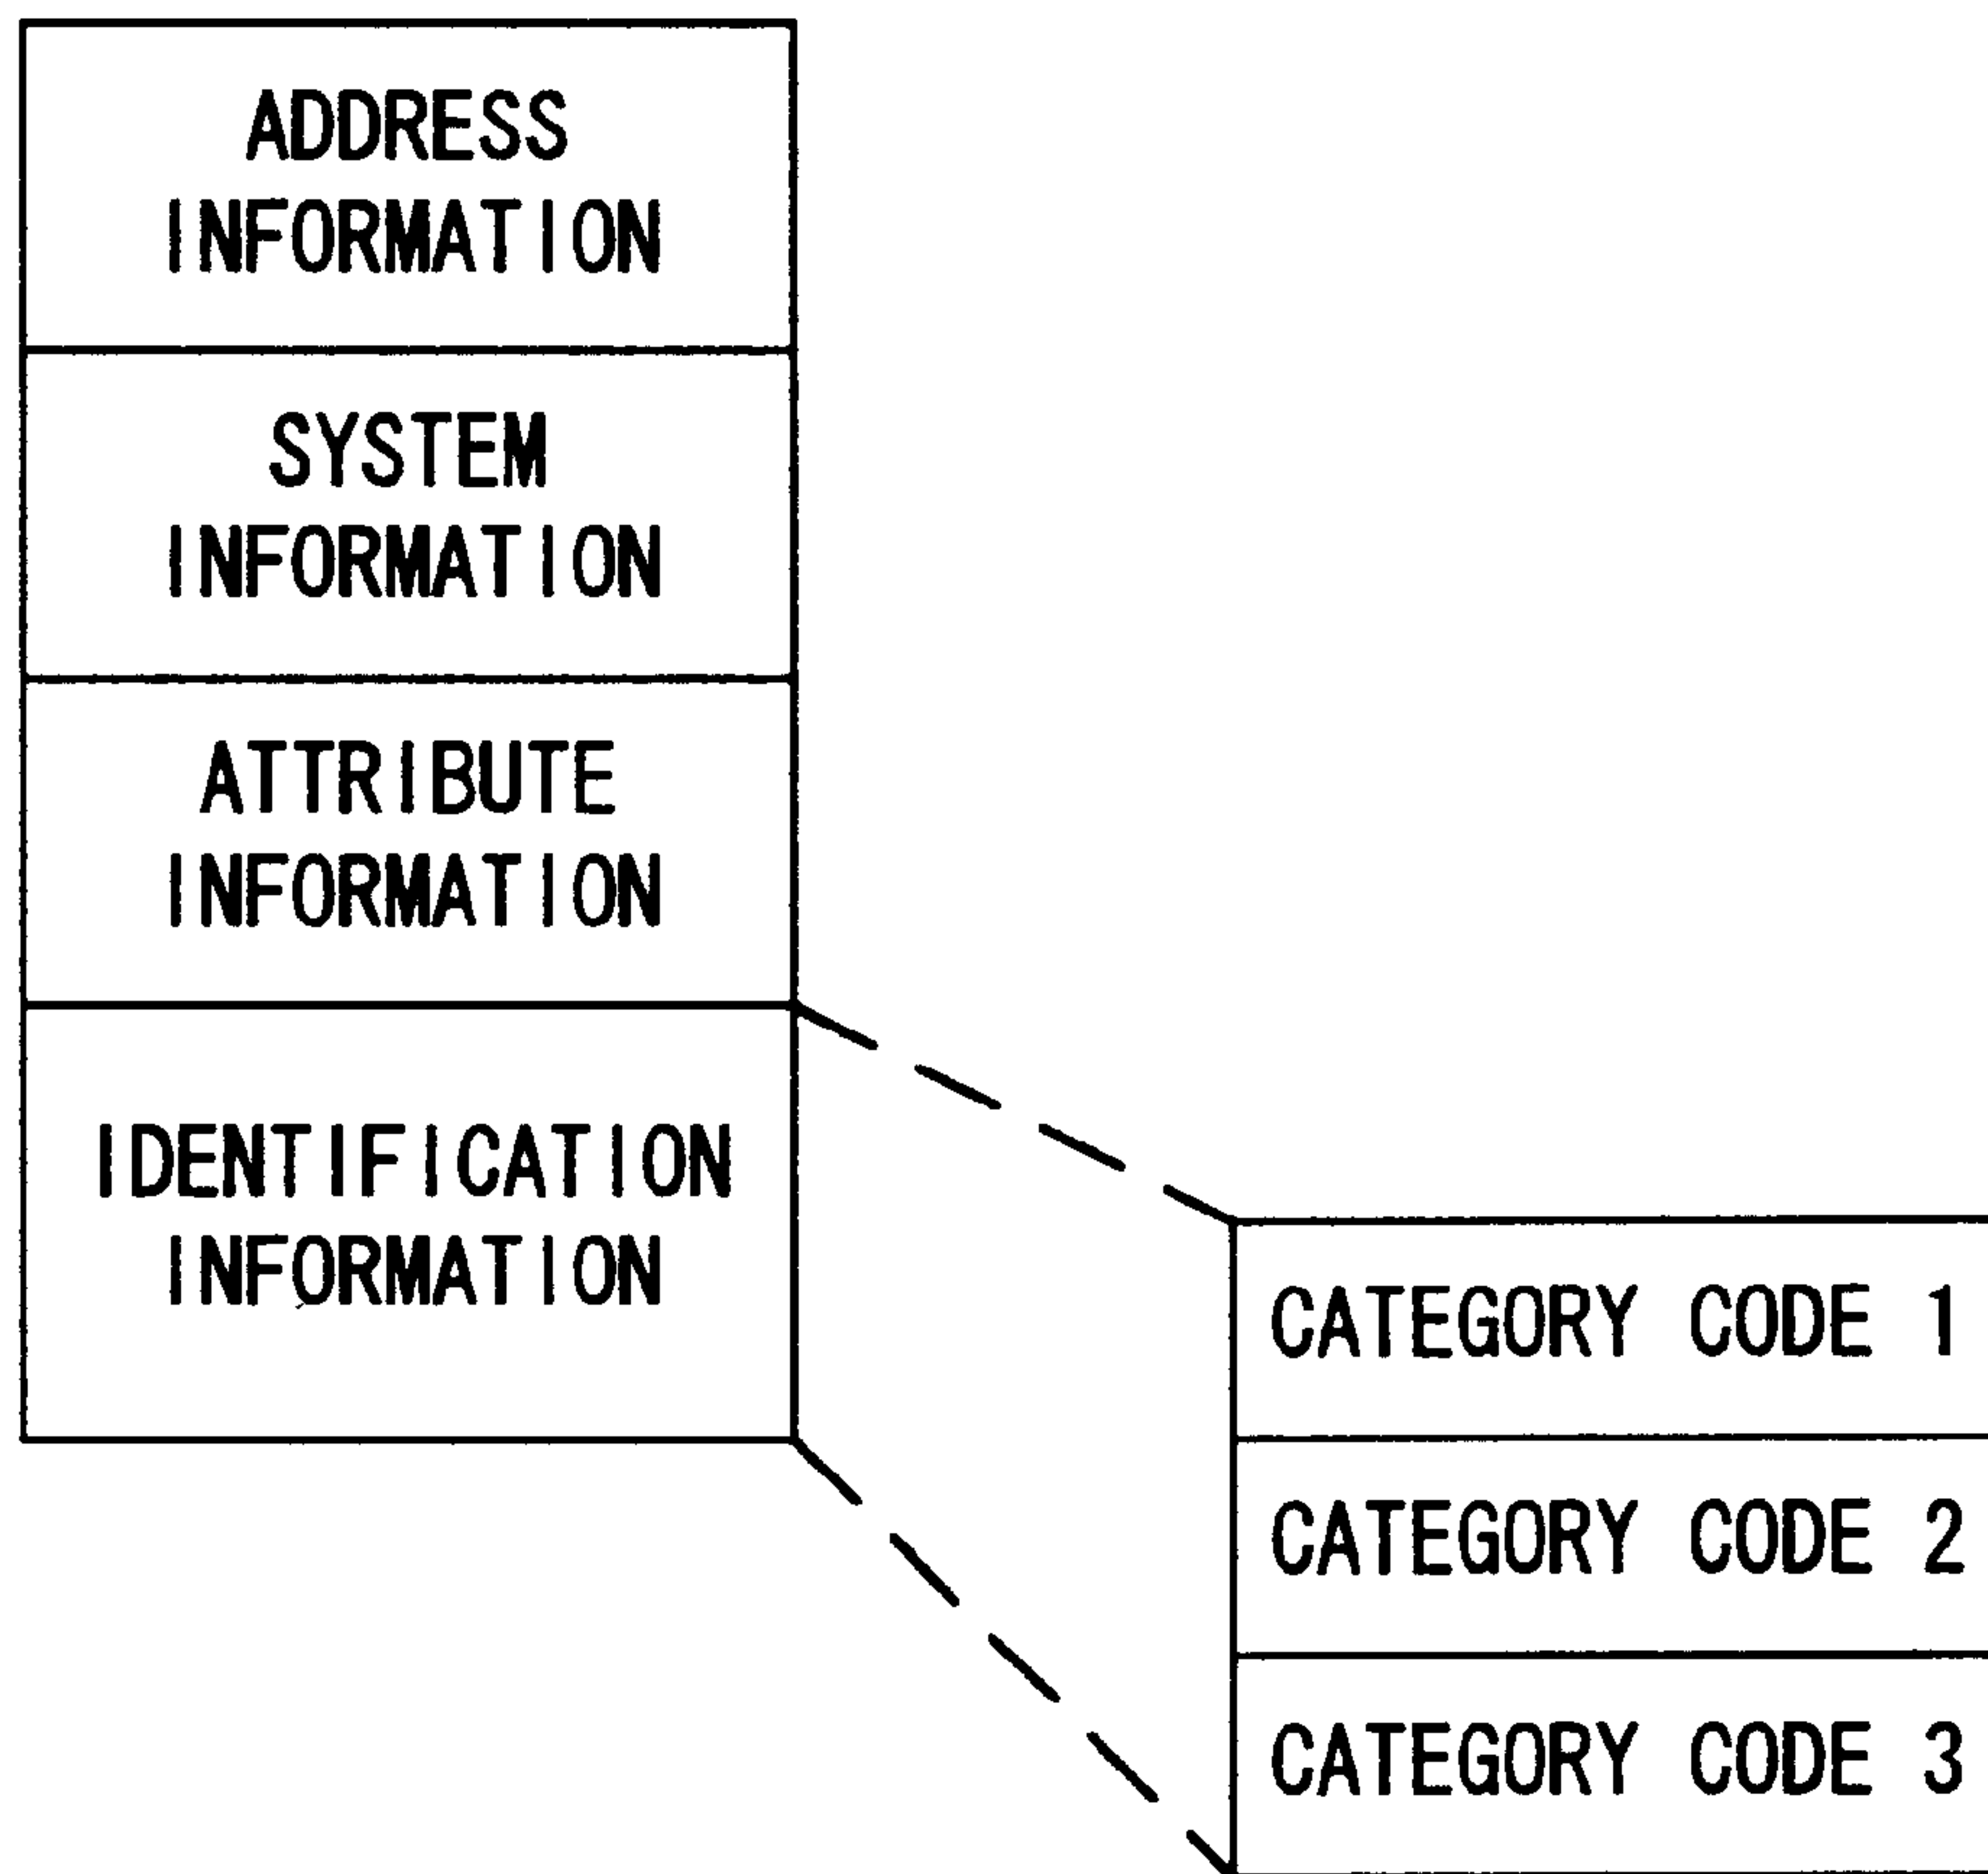 ADDRESS
INFORMATION
SYSTEM
INFORMATION
ATTRIBUTE
INFORMATION
IDENTIFICATION
INFORMATION
CATEGORY CODE 1
CATEGORY CODE 2
CATEGORY CODE 3